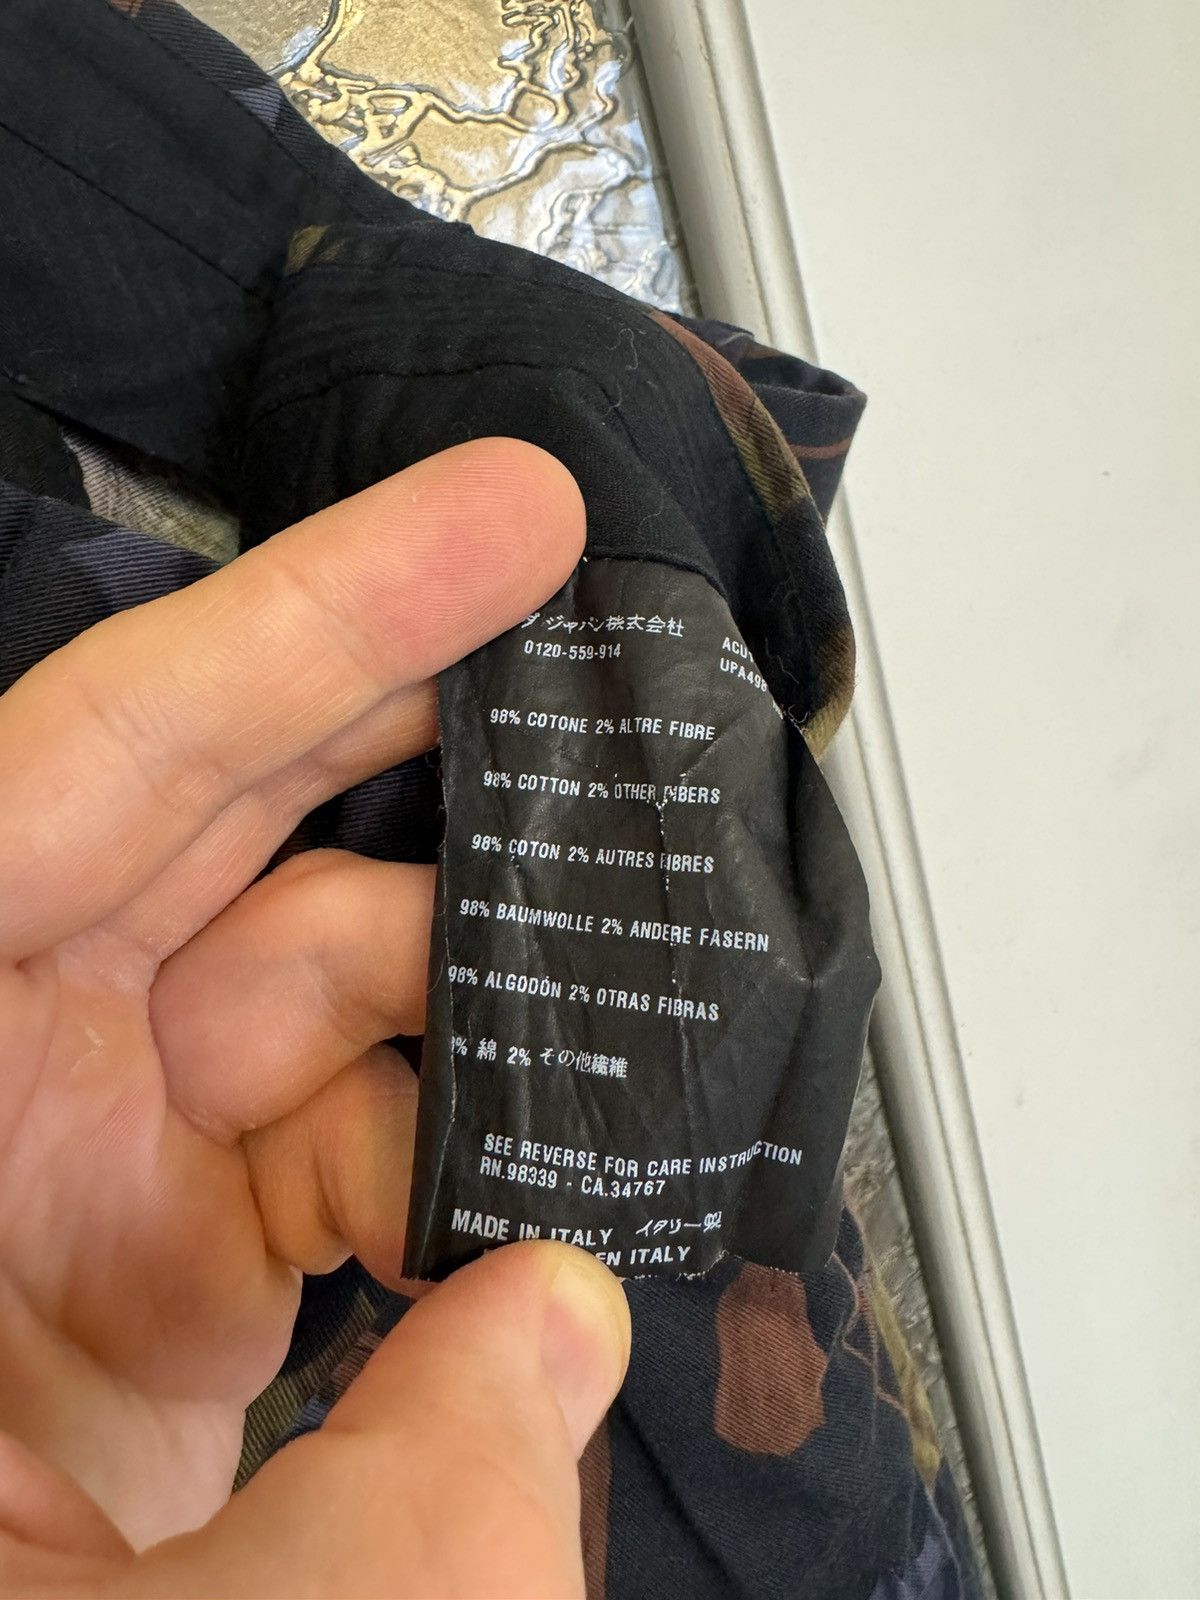 ダ ジャパン株式会社
0120-559-914
98% COTONE 2% ALTRE FIBRE
98% COTTON 2% OTHER FIBERS
98% COTON 2% AUTRES FIBRES
98% BAUMWOLLE 2% ANDERE FASERN
98% ALGODÓN 2% OTRAS FIBRAS
% 綿 2% その他繊維
SEE REVERSE FOR CARE INSTRUCTION
RN.98339 - CA.34767
MADE IN ITALY イタリー製
EN ITALY